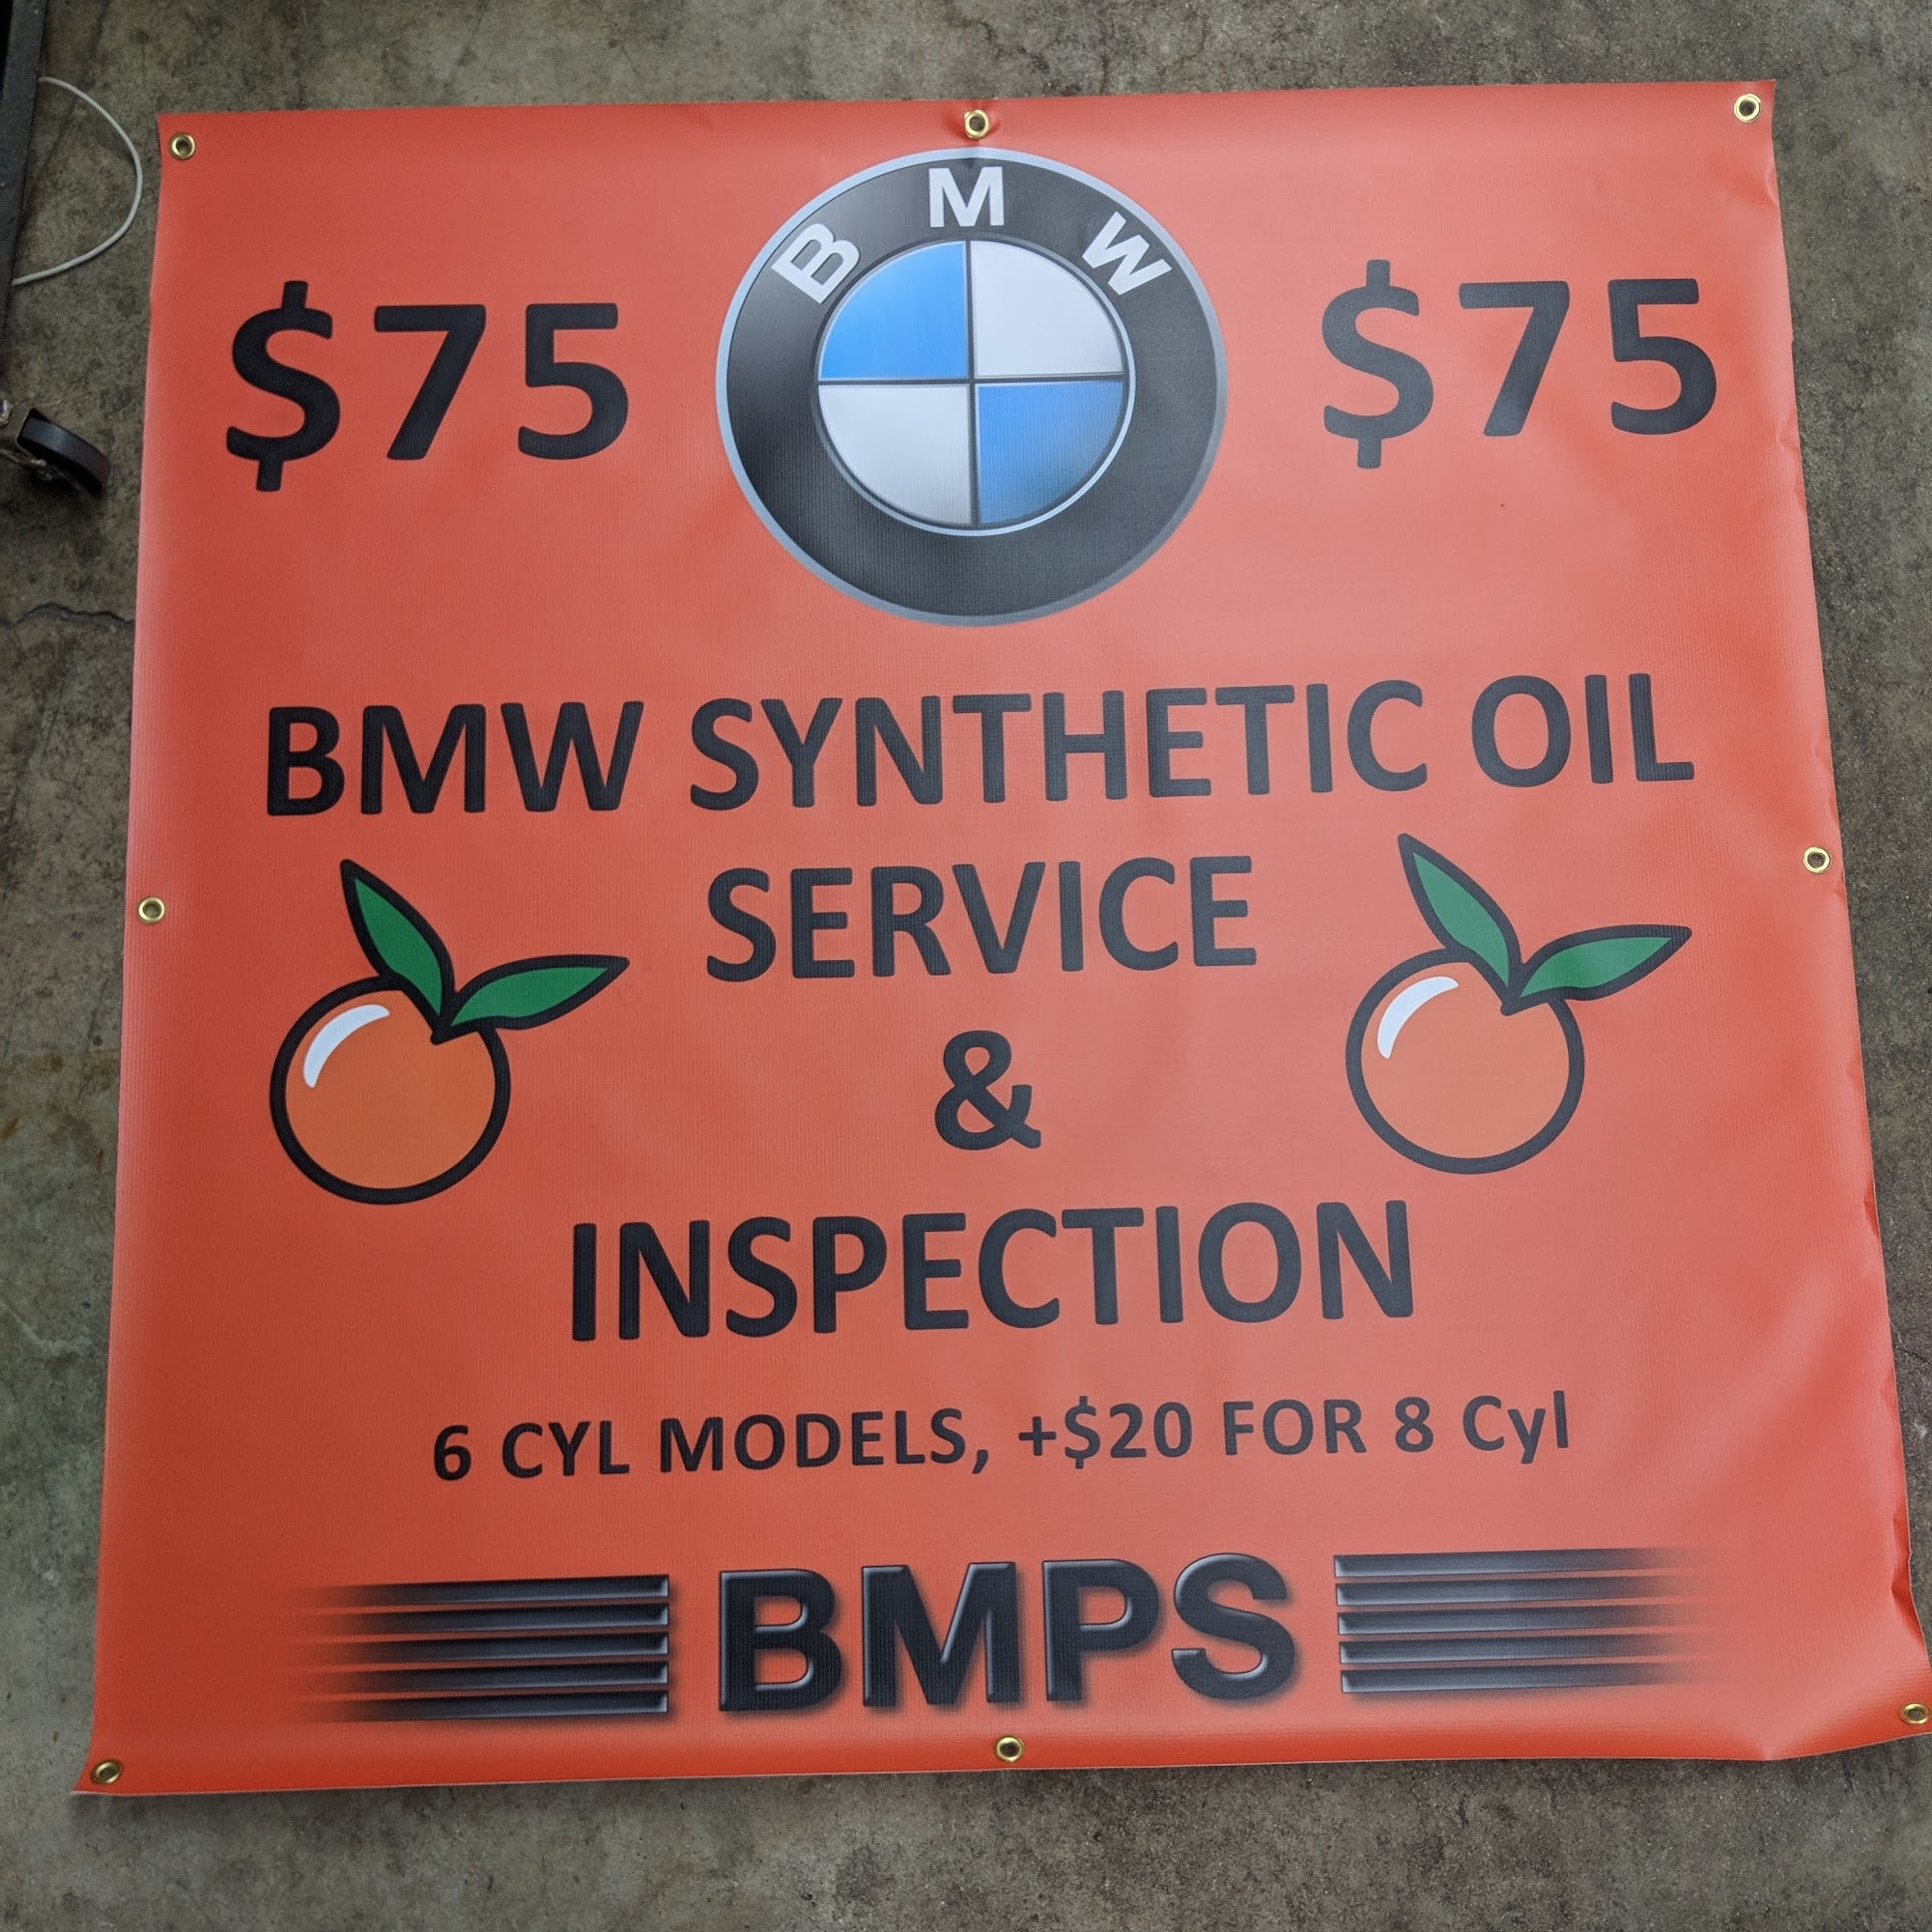 BMW
$75 $75
BMW SYNTHETIC OIL
SERVICE
&
INSPECTION
6 CYL MODELS, +$20 FOR 8 Cyl
BMPS